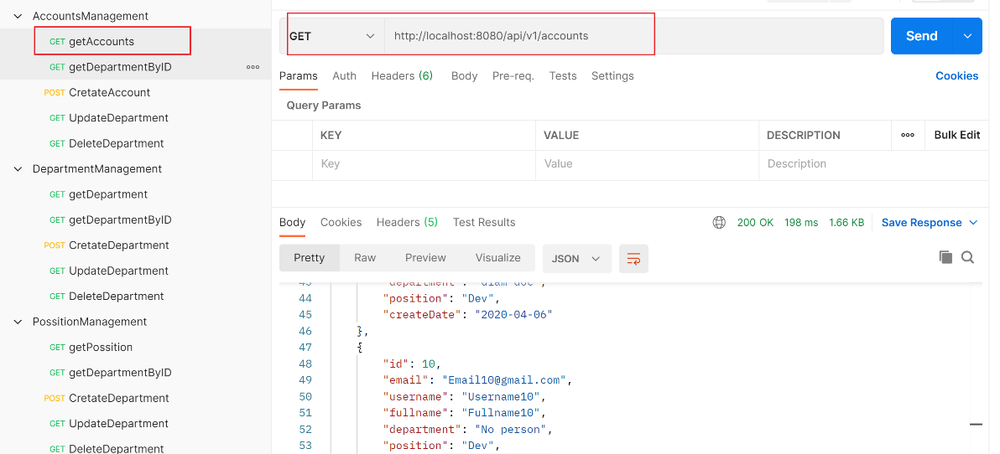 AccountsManagement
GET getAccounts
GET getDepartmentByID
POST CretateAccount
GET UpdateDepartment
GET DeleteDepartment
DepartmentManagement
GET getDepartment
GET getDepartmentByID
POST CretateDepartment
GET UpdateDepartment
GET DeleteDepartment
PossitionManagement
GET getPossition
GET getDepartmentByID
POST CretateDepartment
GET UpdateDepartment
GET DeleteDepartment
GET http://localhost:8080/api/v1/accounts Send
Params Auth Headers (6) Body Pre-req. Tests Settings Cookies
Query Params
KEY VALUE DESCRIPTION Bulk Edit
Key Value Description
Body Cookies Headers (5) Test Results 200 OK 198 ms 1.66 KB Save Response
Pretty Raw Preview Visualize JSON
43 "department":
44 "position": "Dev",
45 "createDate": "2020-04-06"
46 },
47 {
48 "id": 10,
49 "email": "Email10@gmail.com",
50 "username": "Username10",
51 "fullname": "Fullname10",
52 "department": "No person",
53 "position": "Dev",